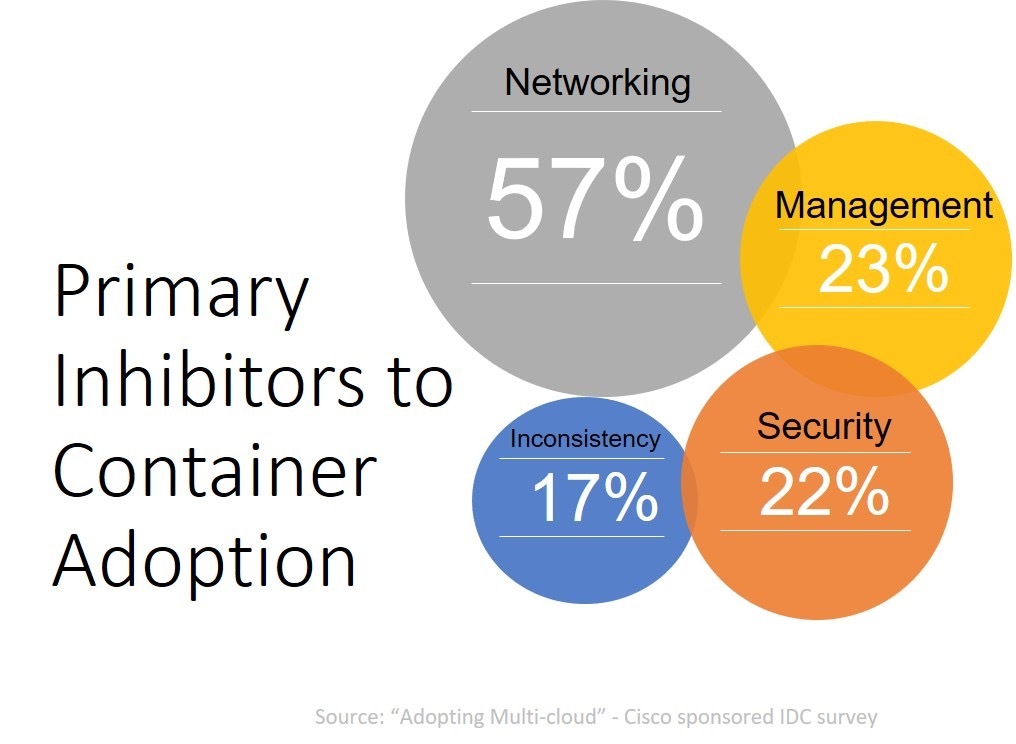 Primary
Inhibitors to
Container
Adoption
Networking
57%
Management
23%
Inconsistency
17%
Security
22%
Source: “Adopting Multi-cloud” - Cisco sponsored IDC survey